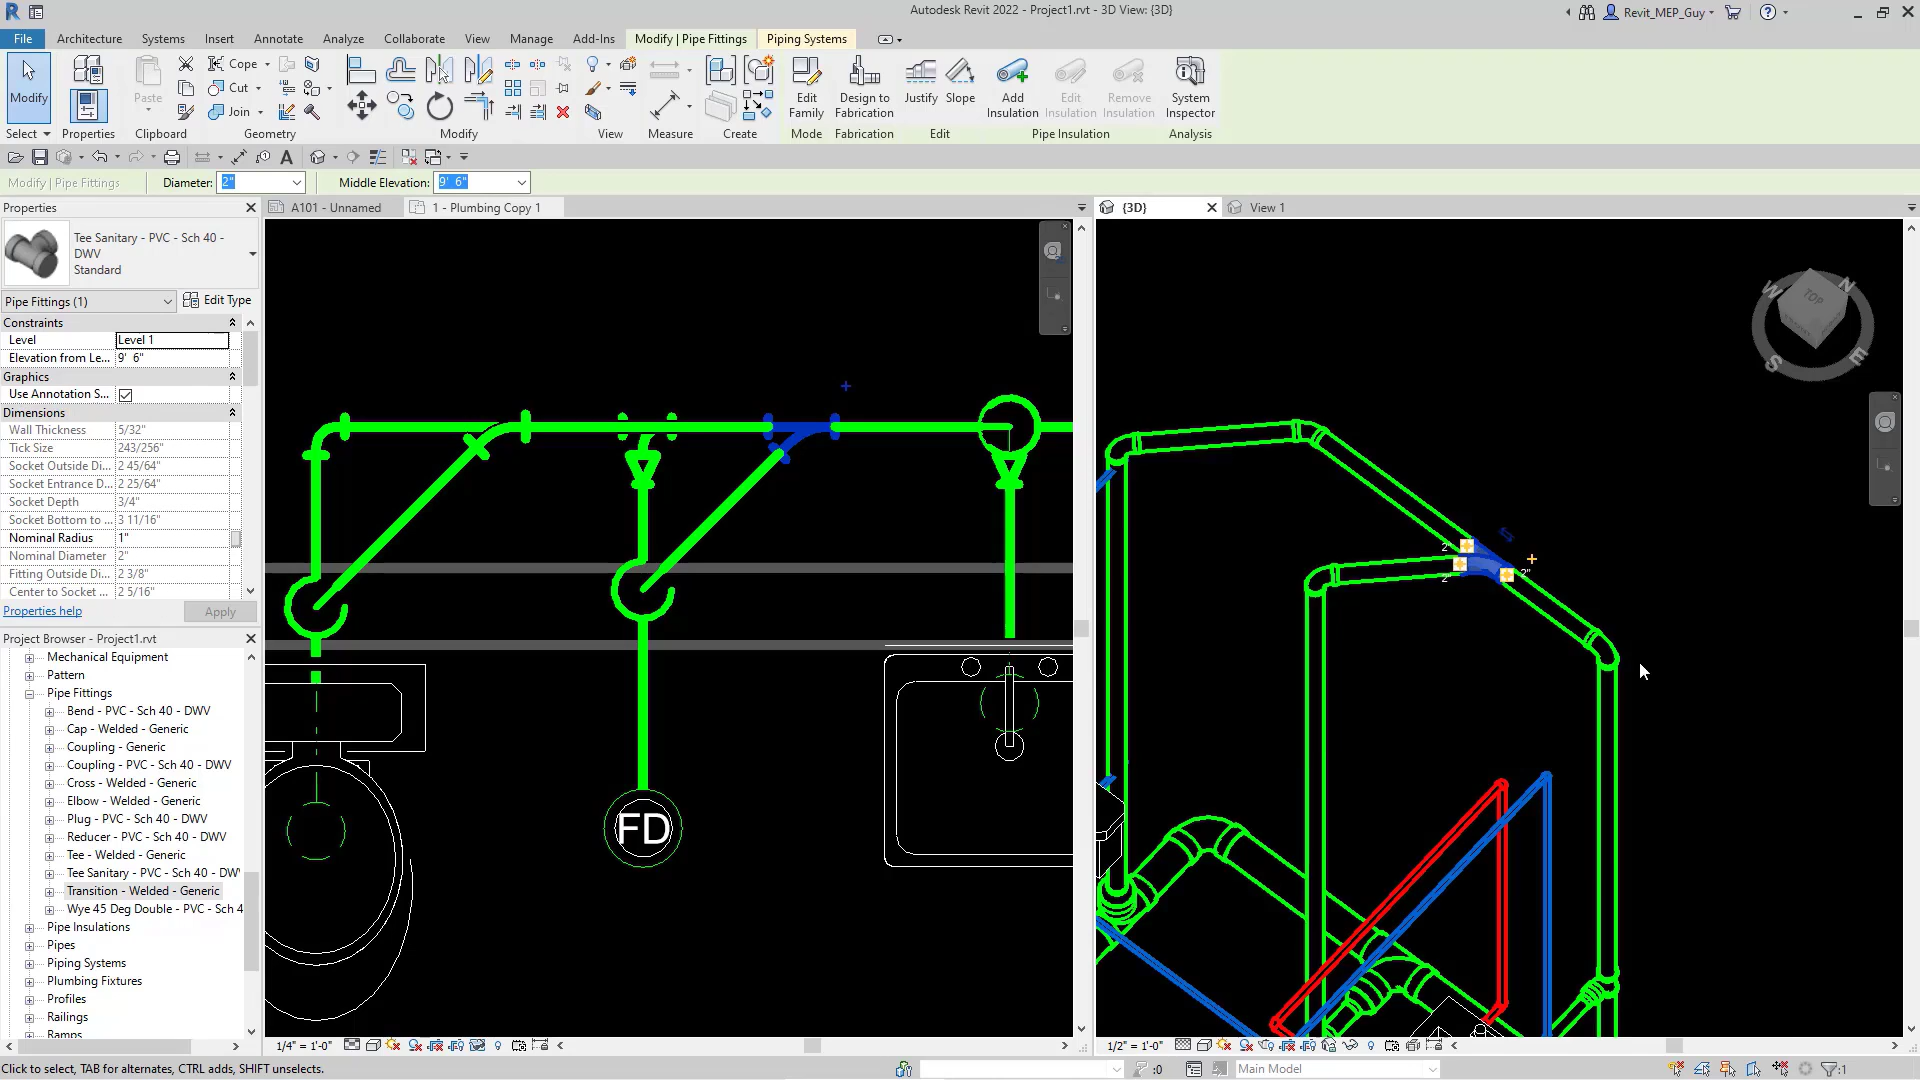 Autodesk Revit 2022 - Project1.rvt - 3D View: {3D}
Revit_MEP_Guy
File Architecture Systems Insert Annotate Analyze Collaborate View Manage Add-Ins Modify | Pipe Fittings Piping Systems
Modify
Paste
Cope
Cut
Join
Edit Family
Design to Fabrication
Justify
Slope
Add Insulation
Edit Insulation
Remove Insulation
System Inspector
Select Properties Clipboard Geometry Modify View Measure Create Mode Fabrication Edit Pipe Insulation Analysis
Modify | Pipe Fittings Diameter: 2" Middle Elevation: 9' 6"
Properties
A101 - Unnamed
1 - Plumbing Copy 1
{3D}
View 1
Tee Sanitary - PVC - Sch 40 -
DWV
Standard
Pipe Fittings (1) Edit Type
Constraints
Level Level 1
Elevation from Le... 9' 6"
Graphics
Use Annotation S...
Dimensions
Wall Thickness 5/32"
Tick Size 243/256"
Socket Outside Di... 2 45/64"
Socket Entrance D... 2 25/64"
Socket Depth 3/4"
Socket Bottom to ... 3 11/16"
Nominal Radius 1"
Nominal Diameter 2"
Fitting Outside Di... 2 3/8"
Center to Socket ... 2 5/16"
Properties help Apply
Project Browser - Project1.rvt
Mechanical Equipment
Pattern
Pipe Fittings
Bend - PVC - Sch 40 - DWV
Cap - Welded - Generic
Coupling - Generic
Coupling - PVC - Sch 40 - DWV
Cross - Welded - Generic
Elbow - Welded - Generic
Plug - PVC - Sch 40 - DWV
Reducer - PVC - Sch 40 - DWV
Tee - Welded - Generic
Tee Sanitary - PVC - Sch 40 - DW
Transition - Welded - Generic
Wye 45 Deg Double - PVC - Sch 4
Pipe Insulations
Pipes
Piping Systems
Plumbing Fixtures
Profiles
Railings
Ramps
FD
TOP
W
N
S
E
2"
2"
2"
1/4" = 1'-0"
1/2" = 1'-0"
Click to select, TAB for alternates, CTRL adds, SHIFT unselects.
:0
Main Model
:1